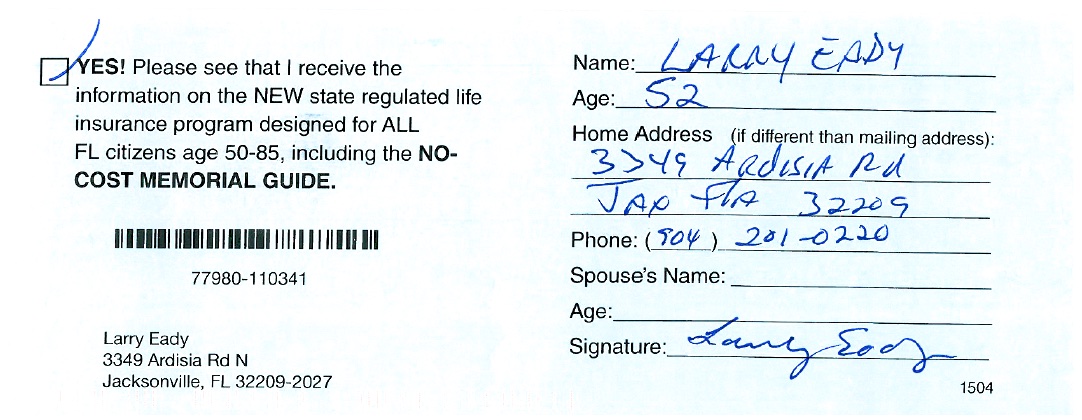 YES! Please see that I receive the
information on the NEW state regulated life
insurance program designed for ALL
FL citizens age 50-85, including the NO-
COST MEMORIAL GUIDE.
77980-110341
Larry Eady
3349 Ardisia Rd N
Jacksonville, FL 32209-2027
Name: LARRY EADY
Age: 52
Home Address (if different than mailing address):
3349 ARdisiA Rd
JAX FlA 32209
Phone: (904) 201-0220
Spouse's Name:
Age:
Signature: Larry Eady
1504